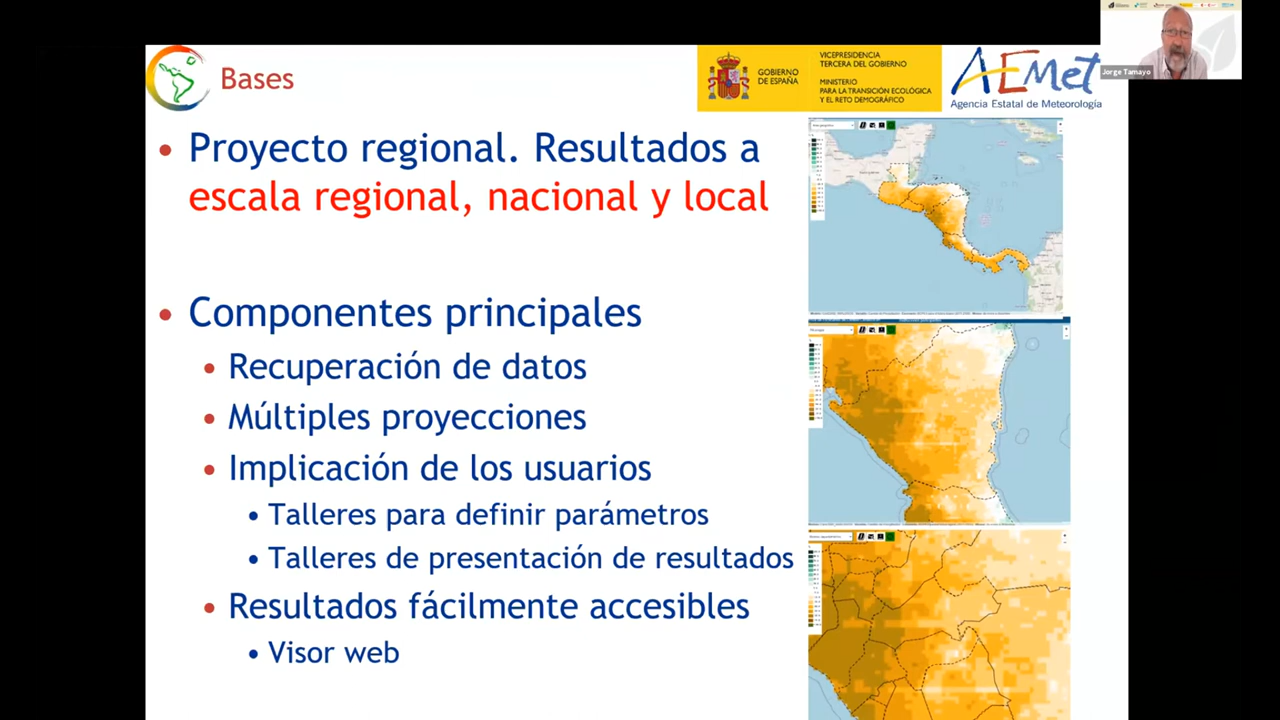 Bases
GOBIERNO
DE ESPAÑA
VICEPRESIDENCIA
TERCERA DEL GOBIERNO
MINISTERIO
PARA LA TRANSICIÓN ECOLÓGICA
Y EL RETO DEMOGRÁFICO
AEMet
Agencia Estatal de Meteorología
Jorge Tamayo
• Proyecto regional. Resultados a
escala regional, nacional y local
• Componentes principales
• Recuperación de datos
• Múltiples proyecciones
• Implicación de los usuarios
• Talleres para definir parámetros
• Talleres de presentación de resultados
• Resultados fácilmente accesibles
• Visor web